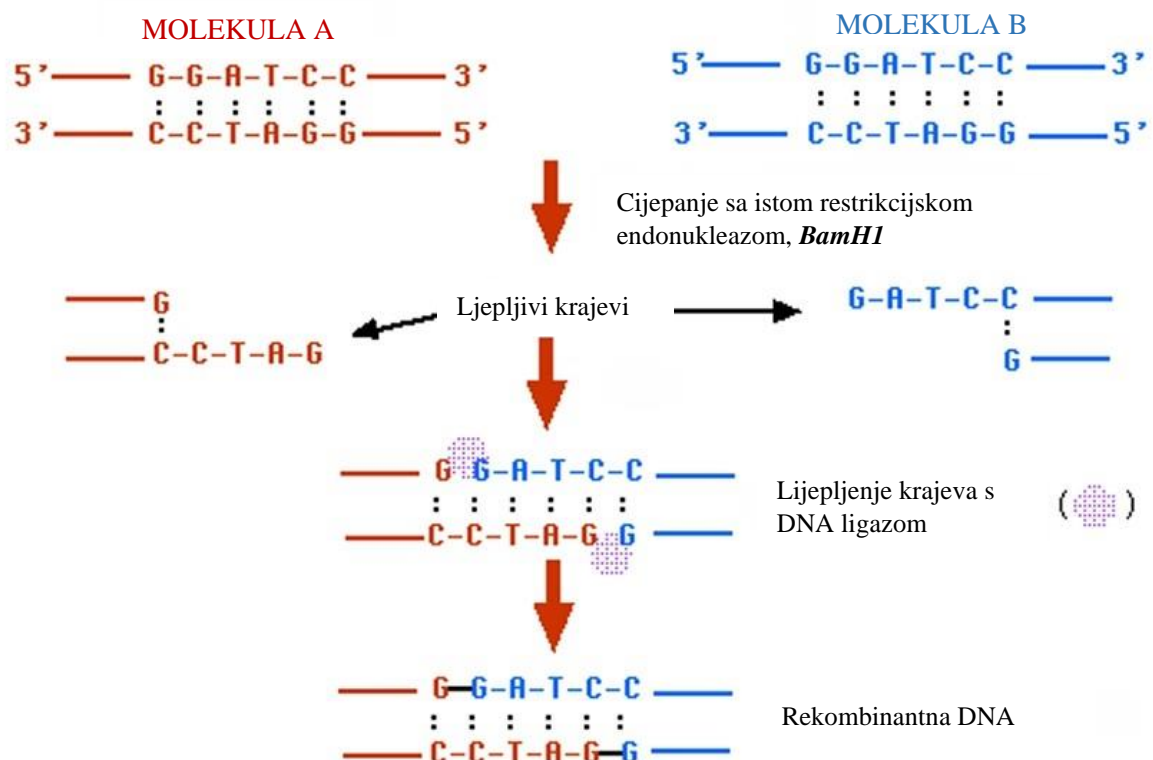 MOLEKULA A
MOLEKULA B
5’ G-G-A-T-C-C 3’
3’ C-C-T-A-G-G 5’
5’ G-G-A-T-C-C 3’
3’ C-C-T-A-G-G 5’
Cijepanje sa istom restrikcijskom
endonukleazom, BamH1
G
C-C-T-A-G
Ljepljivi krajevi
G-A-T-C-C
G
G G-A-T-C-C
C-C-T-A-G G
Lijepljenje krajeva s
DNA ligazom
( )
G-G-A-T-C-C
C-C-T-A-G-G
Rekombinantna DNA